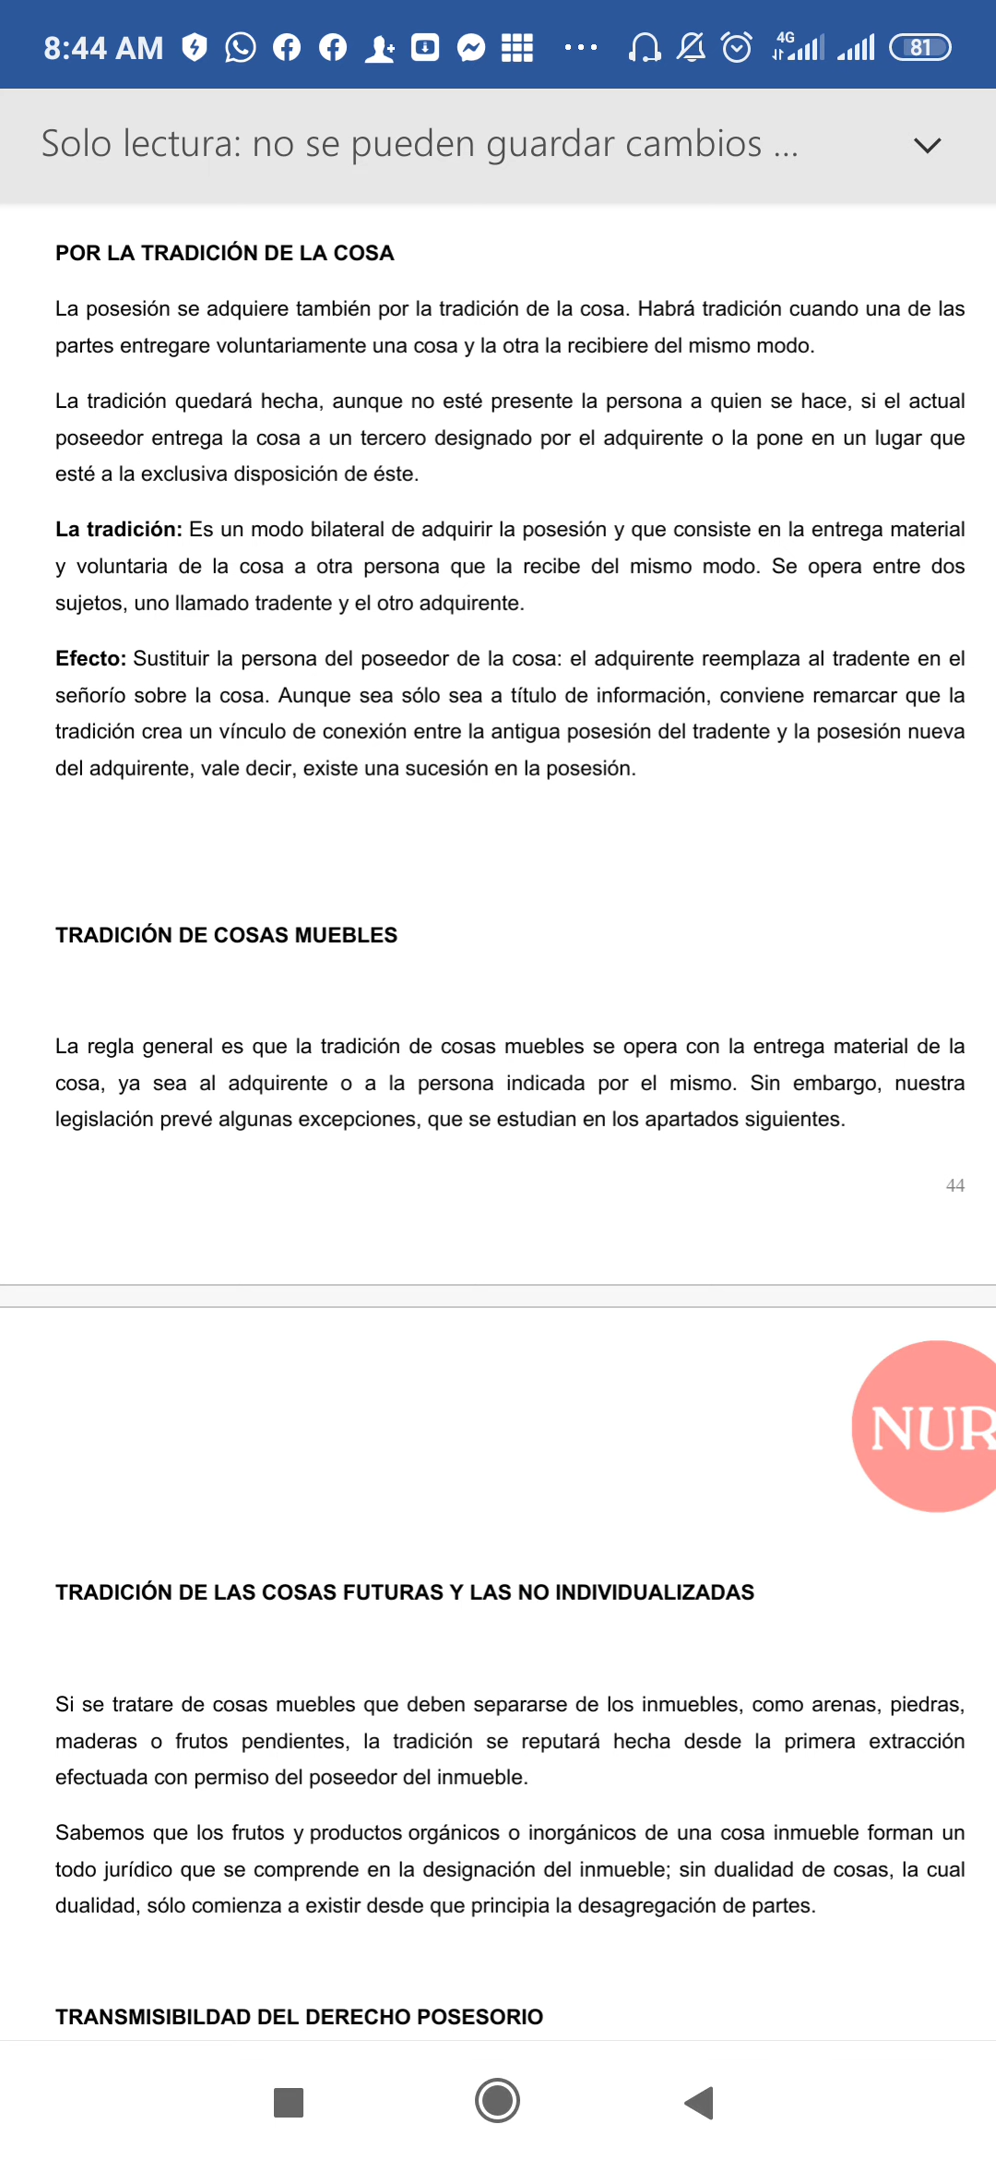 8:44 AM
4G
81
Solo lectura: no se pueden guardar cambios ...
POR LA TRADICIÓN DE LA COSA
La posesión se adquiere también por la tradición de la cosa. Habrá tradición cuando una de las
partes entregare voluntariamente una cosa y la otra la recibiere del mismo modo.
La tradición quedará hecha, aunque no esté presente la persona a quien se hace, si el actual
poseedor entrega la cosa a un tercero designado por el adquirente o la pone en un lugar que
esté a la exclusiva disposición de éste.
La tradición: Es un modo bilateral de adquirir la posesión y que consiste en la entrega material
y voluntaria de la cosa a otra persona que la recibe del mismo modo. Se opera entre dos
sujetos, uno llamado tradente y el otro adquirente.
Efecto: Sustituir la persona del poseedor de la cosa: el adquirente reemplaza al tradente en el
señorío sobre la cosa. Aunque sea sólo sea a título de información, conviene remarcar que la
tradición crea un vínculo de conexión entre la antigua posesión del tradente y la posesión nueva
del adquirente, vale decir, existe una sucesión en la posesión.
TRADICIÓN DE COSAS MUEBLES
La regla general es que la tradición de cosas muebles se opera con la entrega material de la
cosa, ya sea al adquirente o a la persona indicada por el mismo. Sin embargo, nuestra
legislación prevé algunas excepciones, que se estudian en los apartados siguientes.
44
NUR
TRADICIÓN DE LAS COSAS FUTURAS Y LAS NO INDIVIDUALIZADAS
Si se tratare de cosas muebles que deben separarse de los inmuebles, como arenas, piedras,
maderas o frutos pendientes, la tradición se reputará hecha desde la primera extracción
efectuada con permiso del poseedor del inmueble.
Sabemos que los frutos y productos orgánicos o inorgánicos de una cosa inmueble forman un
todo jurídico que se comprende en la designación del inmueble; sin dualidad de cosas, la cual
dualidad, sólo comienza a existir desde que principia la desagregación de partes.
TRANSMISIBILDAD DEL DERECHO POSESORIO